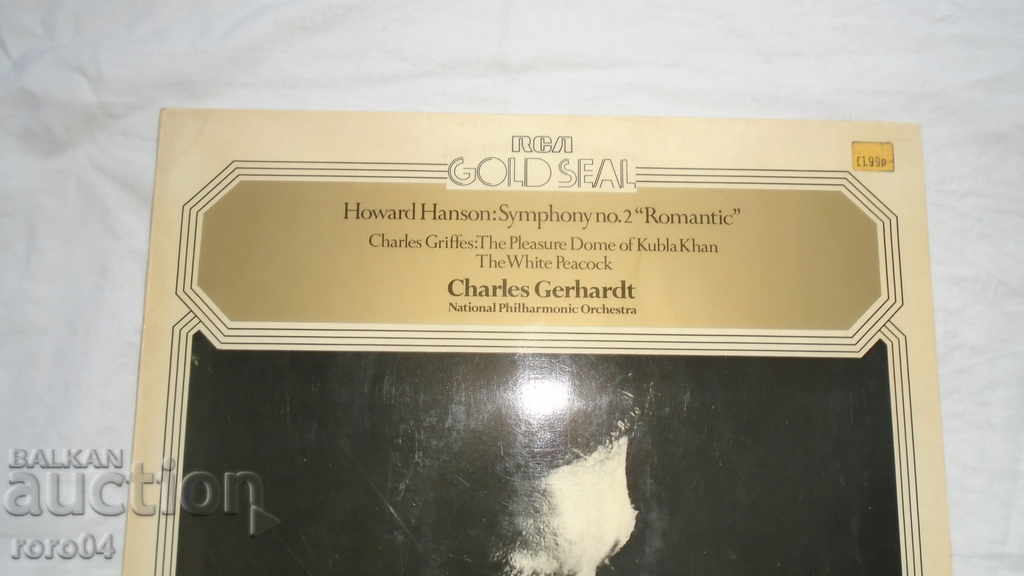 RCA
GOLD SEAL
£1.99p
Howard Hanson: Symphony no.2 “Romantic”
Charles Griffes: The Pleasure Dome of Kubla Khan
The White Peacock
Charles Gerhardt
National Philharmonic Orchestra
BALKAN
auction
roro04